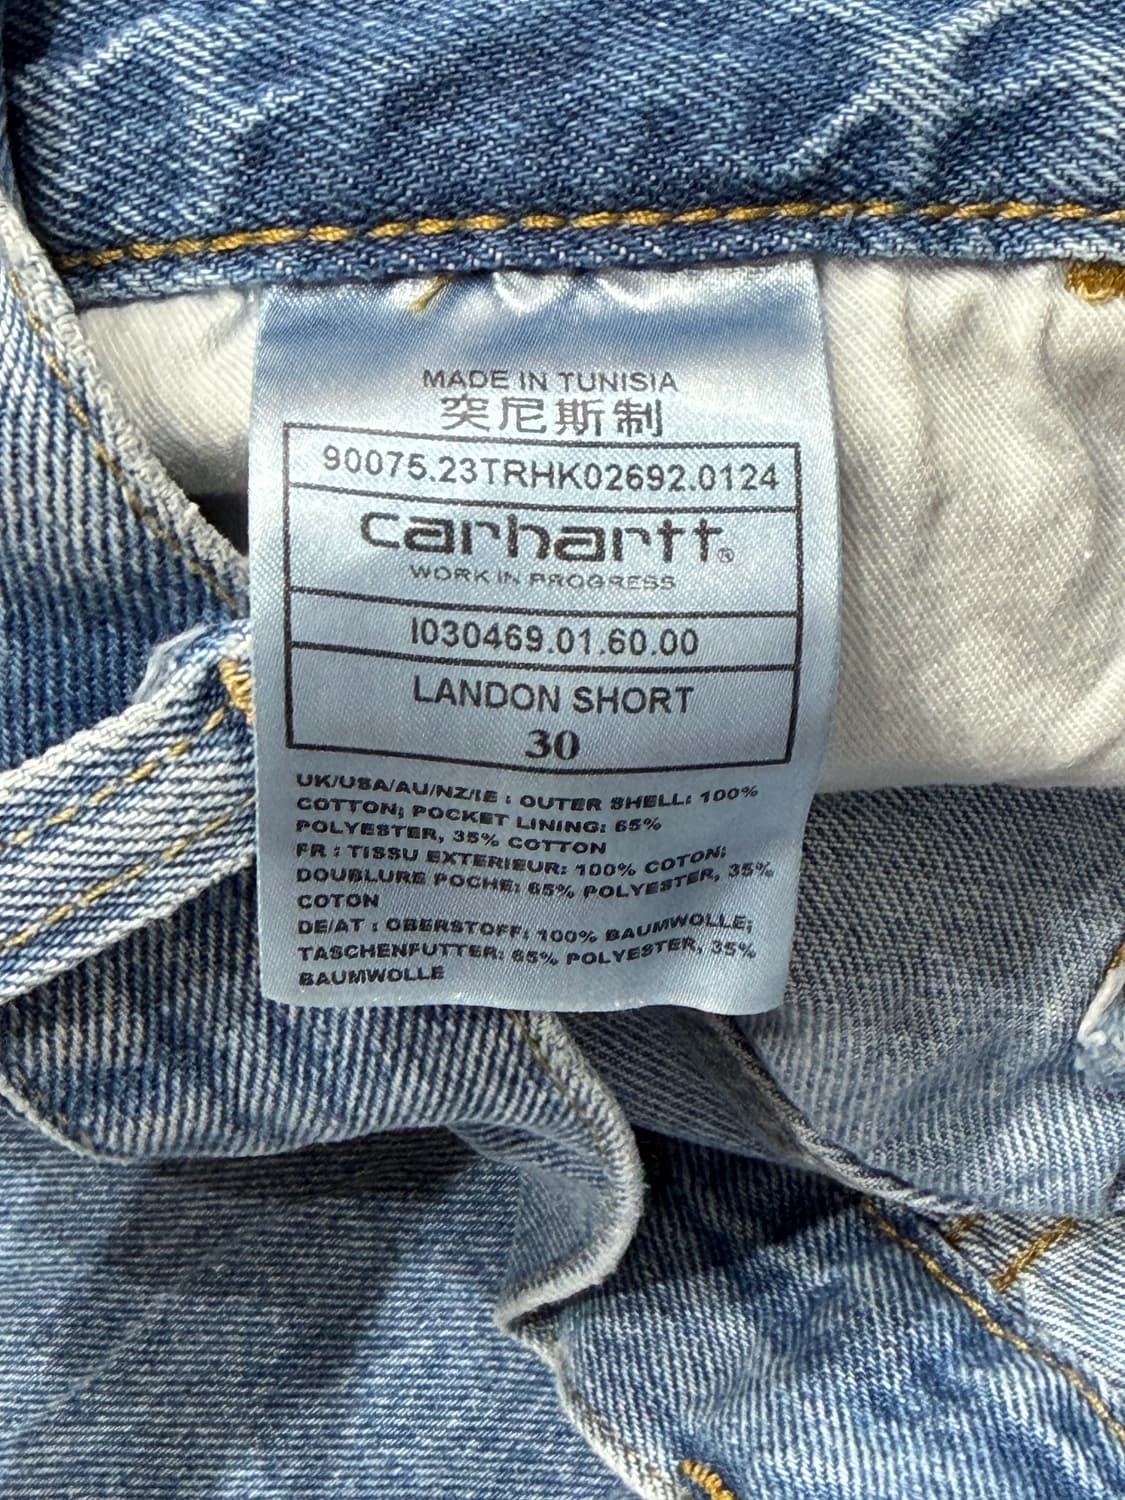 MADE IN TUNISIA
突尼斯制
90075.23TRHK02692.0124
carhartt®
WORK IN PROGRESS
I030469.01.60.00
LANDON SHORT
30
UK/USA/AU/NZ/IE : OUTER SHELL: 100%
COTTON; POCKET LINING: 65%
POLYESTER, 35% COTTON
FR : TISSU EXTERIEUR: 100% COTON;
DOUBLURE POCHE: 65% POLYESTER, 35%
COTON
DE/AT : OBERSTOFF: 100% BAUMWOLLE;
TASCHENFUTTER: 65% POLYESTER, 35%
BAUMWOLLE